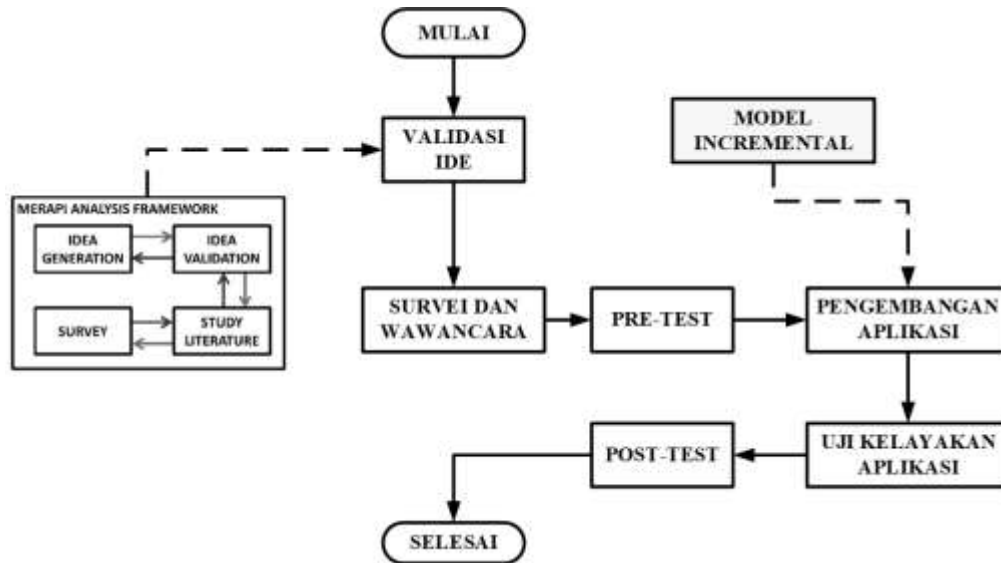 MULAI
VALIDASI
IDE
MODEL
INCREMENTAL
MERAPI ANALYSIS FRAMEWORK
IDEA
GENERATION
IDEA
VALIDATION
SURVEY
STUDY
LITERATURE
SURVEI DAN
WAWANCARA
PRE-TEST
PENGEMBANGAN
APLIKASI
UJI KELAYAKAN
APLIKASI
POST-TEST
SELESAI